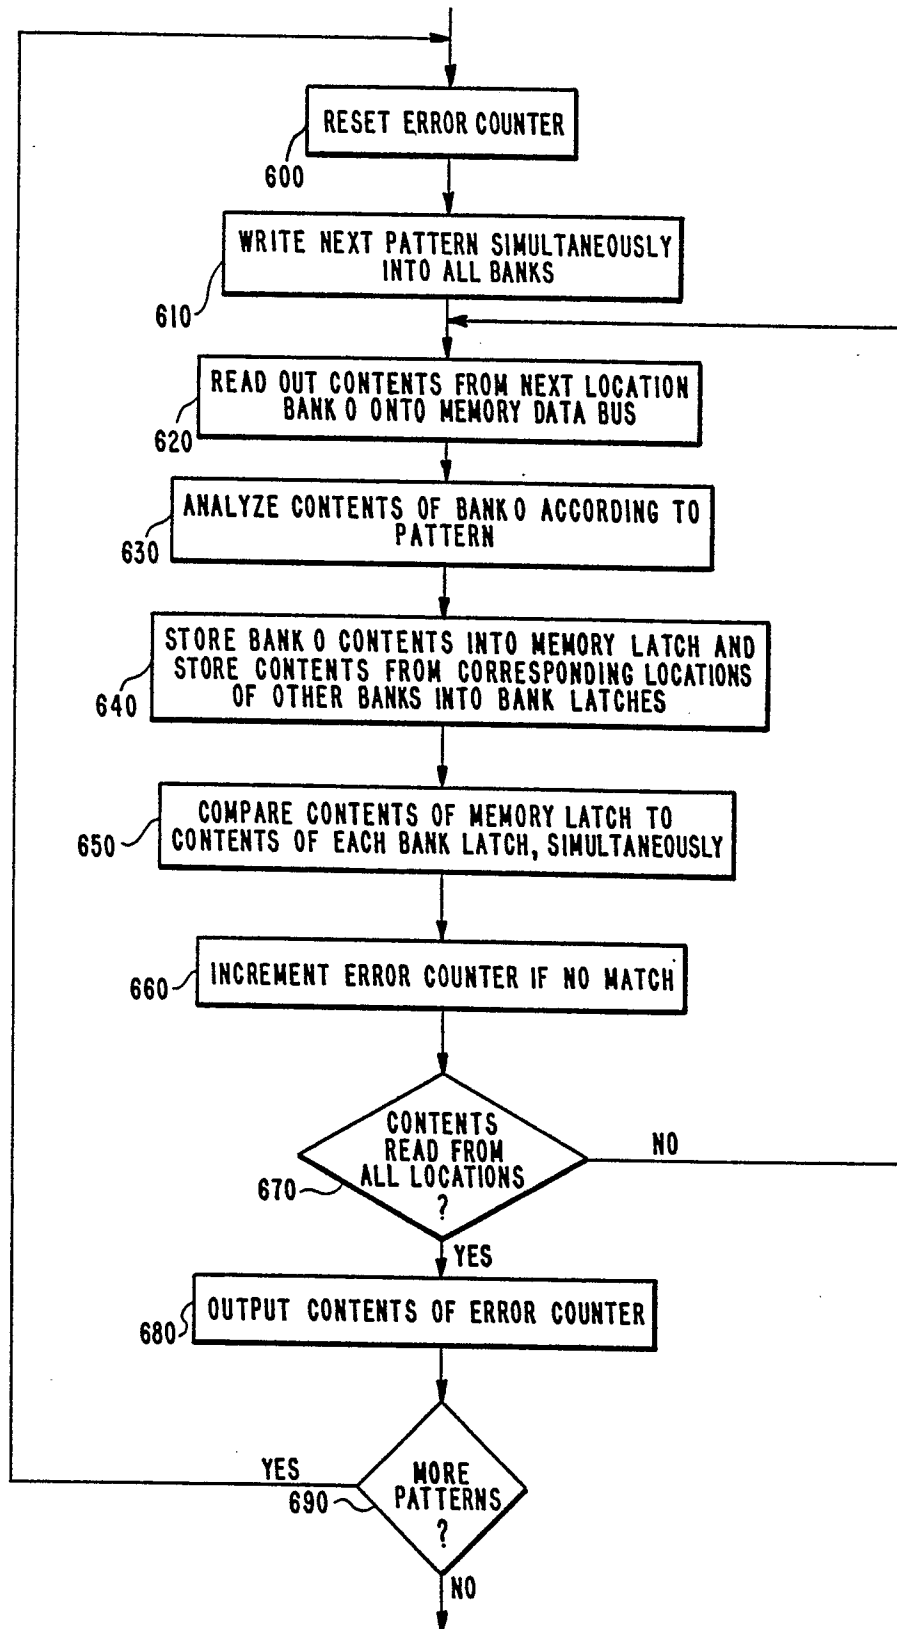 RESET ERROR COUNTER
600
WRITE NEXT PATTERN SIMULTANEOUSLY
INTO ALL BANKS
610
READ OUT CONTENTS FROM NEXT LOCATION
BANK 0 ONTO MEMORY DATA BUS
620
ANALYZE CONTENTS OF BANK 0 ACCORDING TO
PATTERN
630
STORE BANK 0 CONTENTS INTO MEMORY LATCH AND
STORE CONTENTS FROM CORRESPONDING LOCATIONS
OF OTHER BANKS INTO BANK LATCHES
640
COMPARE CONTENTS OF MEMORY LATCH TO
CONTENTS OF EACH BANK LATCH, SIMULTANEOUSLY
650
INCREMENT ERROR COUNTER IF NO MATCH
660
CONTENTS
READ FROM
ALL LOCATIONS
?
NO
670
YES
OUTPUT CONTENTS OF ERROR COUNTER
680
YES
MORE
PATTERNS
?
690
NO